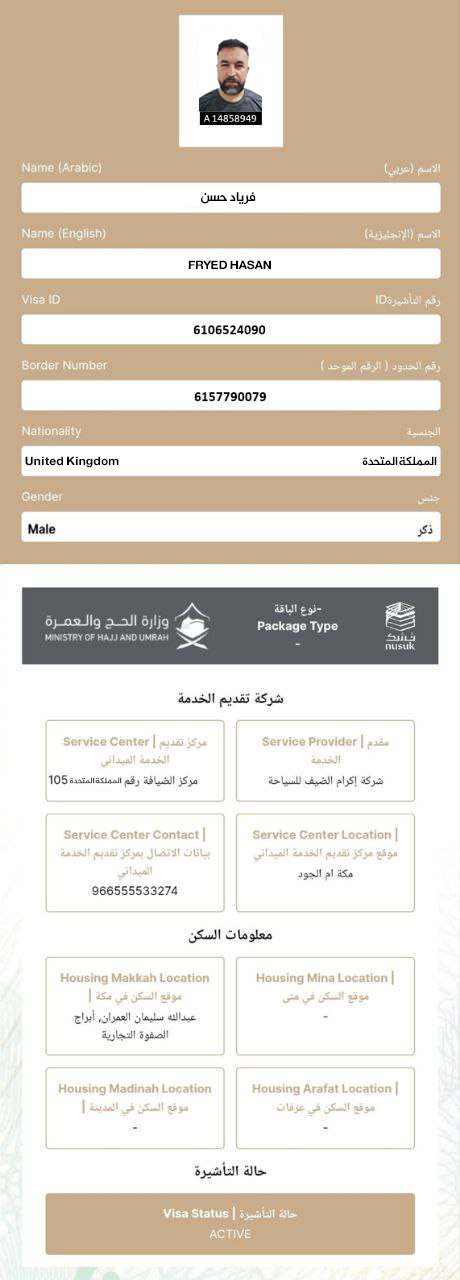 A 14858949
Name (Arabic) الاسم (عربي)
فرياد حسن
Name (English) الاسم (الإنجليزية)
FRYED HASAN
Visa ID رقم التأشيرةID
6106524090
Border Number رقم الحدود ( الرقم الموحد )
6157790079
Nationality الجنسية
United Kingdom المملكةالمتحدة
Gender جنس
Male ذكر
وزارة الحج والعمرة
MINISTRY OF HAJJ AND UMRAH
-نوع الباقة
Package Type
-
نسك
nusuk
شركة تقديم الخدمة
Service Center | مركز تقديم
الخدمة الميداني
مركز الضيافة رقم المملكةالمتحدة 105
Service Provider | مقدم
الخدمة
شركة إكرام الضيف للسياحة
Service Center Contact |
بيانات الاتصال بمركز تقديم الخدمة
الميداني
966555533274
Service Center Location |
موقع مركز تقديم الخدمة الميداني
مكة ام الجود
معلومات السكن
Housing Makkah Location
موقع السكن في مكة |
عبدالله سليمان العمران, أبراج
الصفوة التجارية
Housing Mina Location |
موقع السكن في منى
-
Housing Madinah Location
موقع السكن في المدينة |
-
Housing Arafat Location |
موقع السكن في عرفات
-
حالة التأشيرة
Visa Status | حالة التأشيرة
ACTIVE